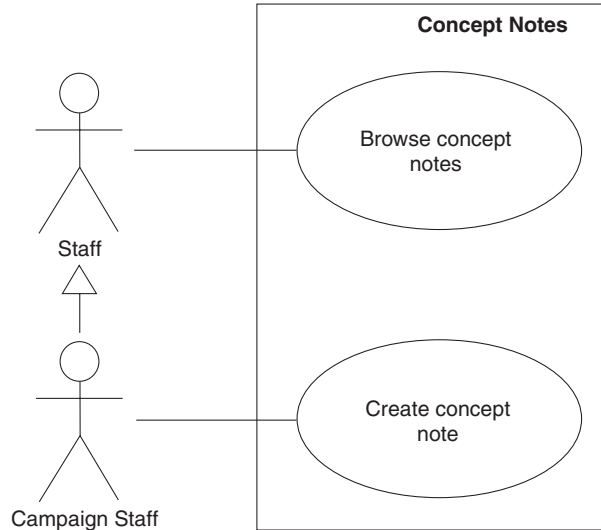 Concept Notes
Browse concept
notes
Staff
Create concept
note
Campaign Staff